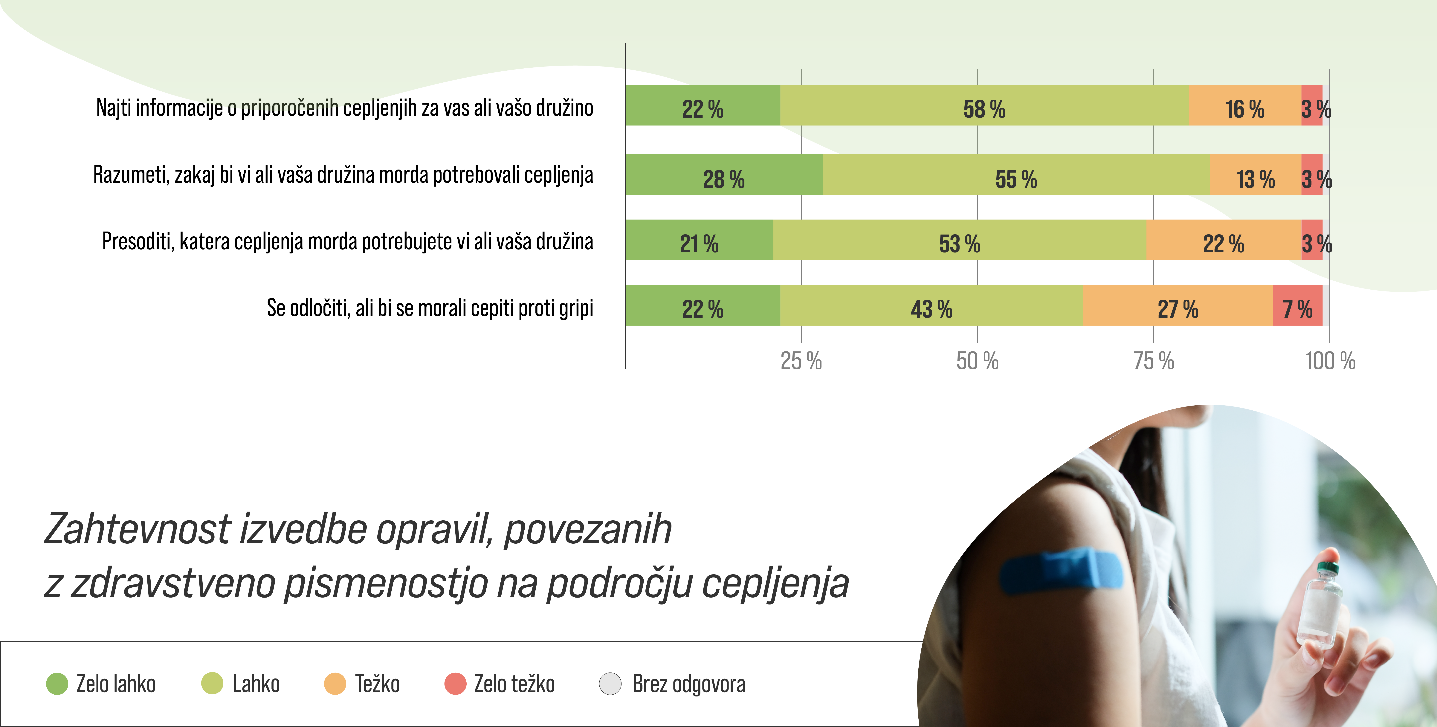 Najti informacije o priporočenih cepljenjih za vas ali vašo družino
22 % 58 % 16 % 3 %
Razumeti, zakaj bi vi ali vaša družina morda potrebovali cepljenja
28 % 55 % 13 % 3 %
Presoditi, katera cepljenja morda potrebujete vi ali vaša družina
21 % 53 % 22 % 3 %
Se odločiti, ali bi se morali cepiti proti gripi
22 % 43 % 27 % 7 %
25 % 50 % 75 % 100 %
Zahtevnost izvedbe opravil, povezanih
z zdravstveno pismenostjo na področju cepljenja
Zelo lahko Lahko Težko Zelo težko Brez odgovora